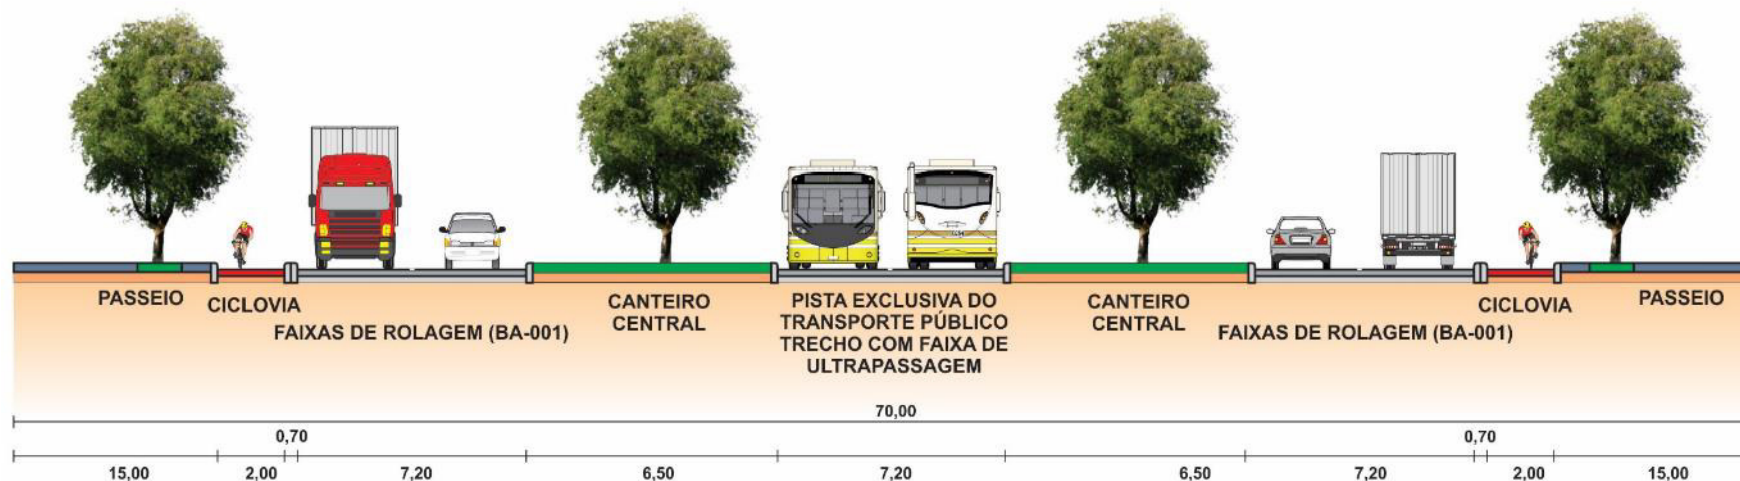 PASSEIO
CICLOVIA
FAIXAS DE ROLAGEM (BA-001)
CANTEIRO
CENTRAL
PISTA EXCLUSIVA DO
TRANSPORTE PÚBLICO
TRECHO COM FAIXA DE
ULTRAPASSAGEM
CANTEIRO
CENTRAL
FAIXAS DE ROLAGEM (BA-001)
CICLOVIA
PASSEIO
70,00
0,70
0,70
15,00
2,00
7,20
6,50
7,20
6,50
7,20
2,00
15,00